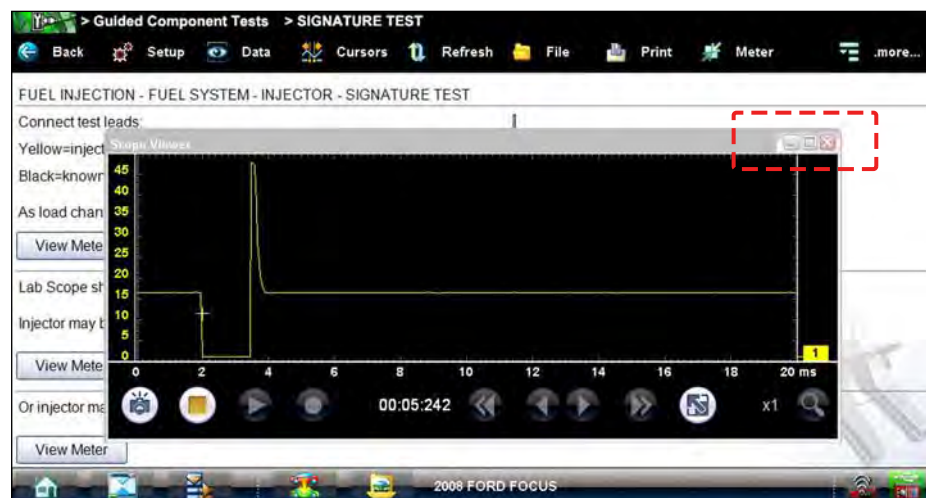 > Guided Component Tests > SIGNATURE TEST
Back Setup Data Cursors Refresh File Print Meter .more...
FUEL INJECTION - FUEL SYSTEM - INJECTOR - SIGNATURE TEST
Connect test leads:
Yellow=inject
Scope Viewer
Black=known
As load chan
View Mete
Lab Scope sh
Injector may b
View Mete
Or injector ma
View Meter
45
40
35
30
25
20
15
10
5
0
1
0 2 4 6 8 10 12 14 16 18 20 ms
00:05:242 x1
2008 FORD FOCUS